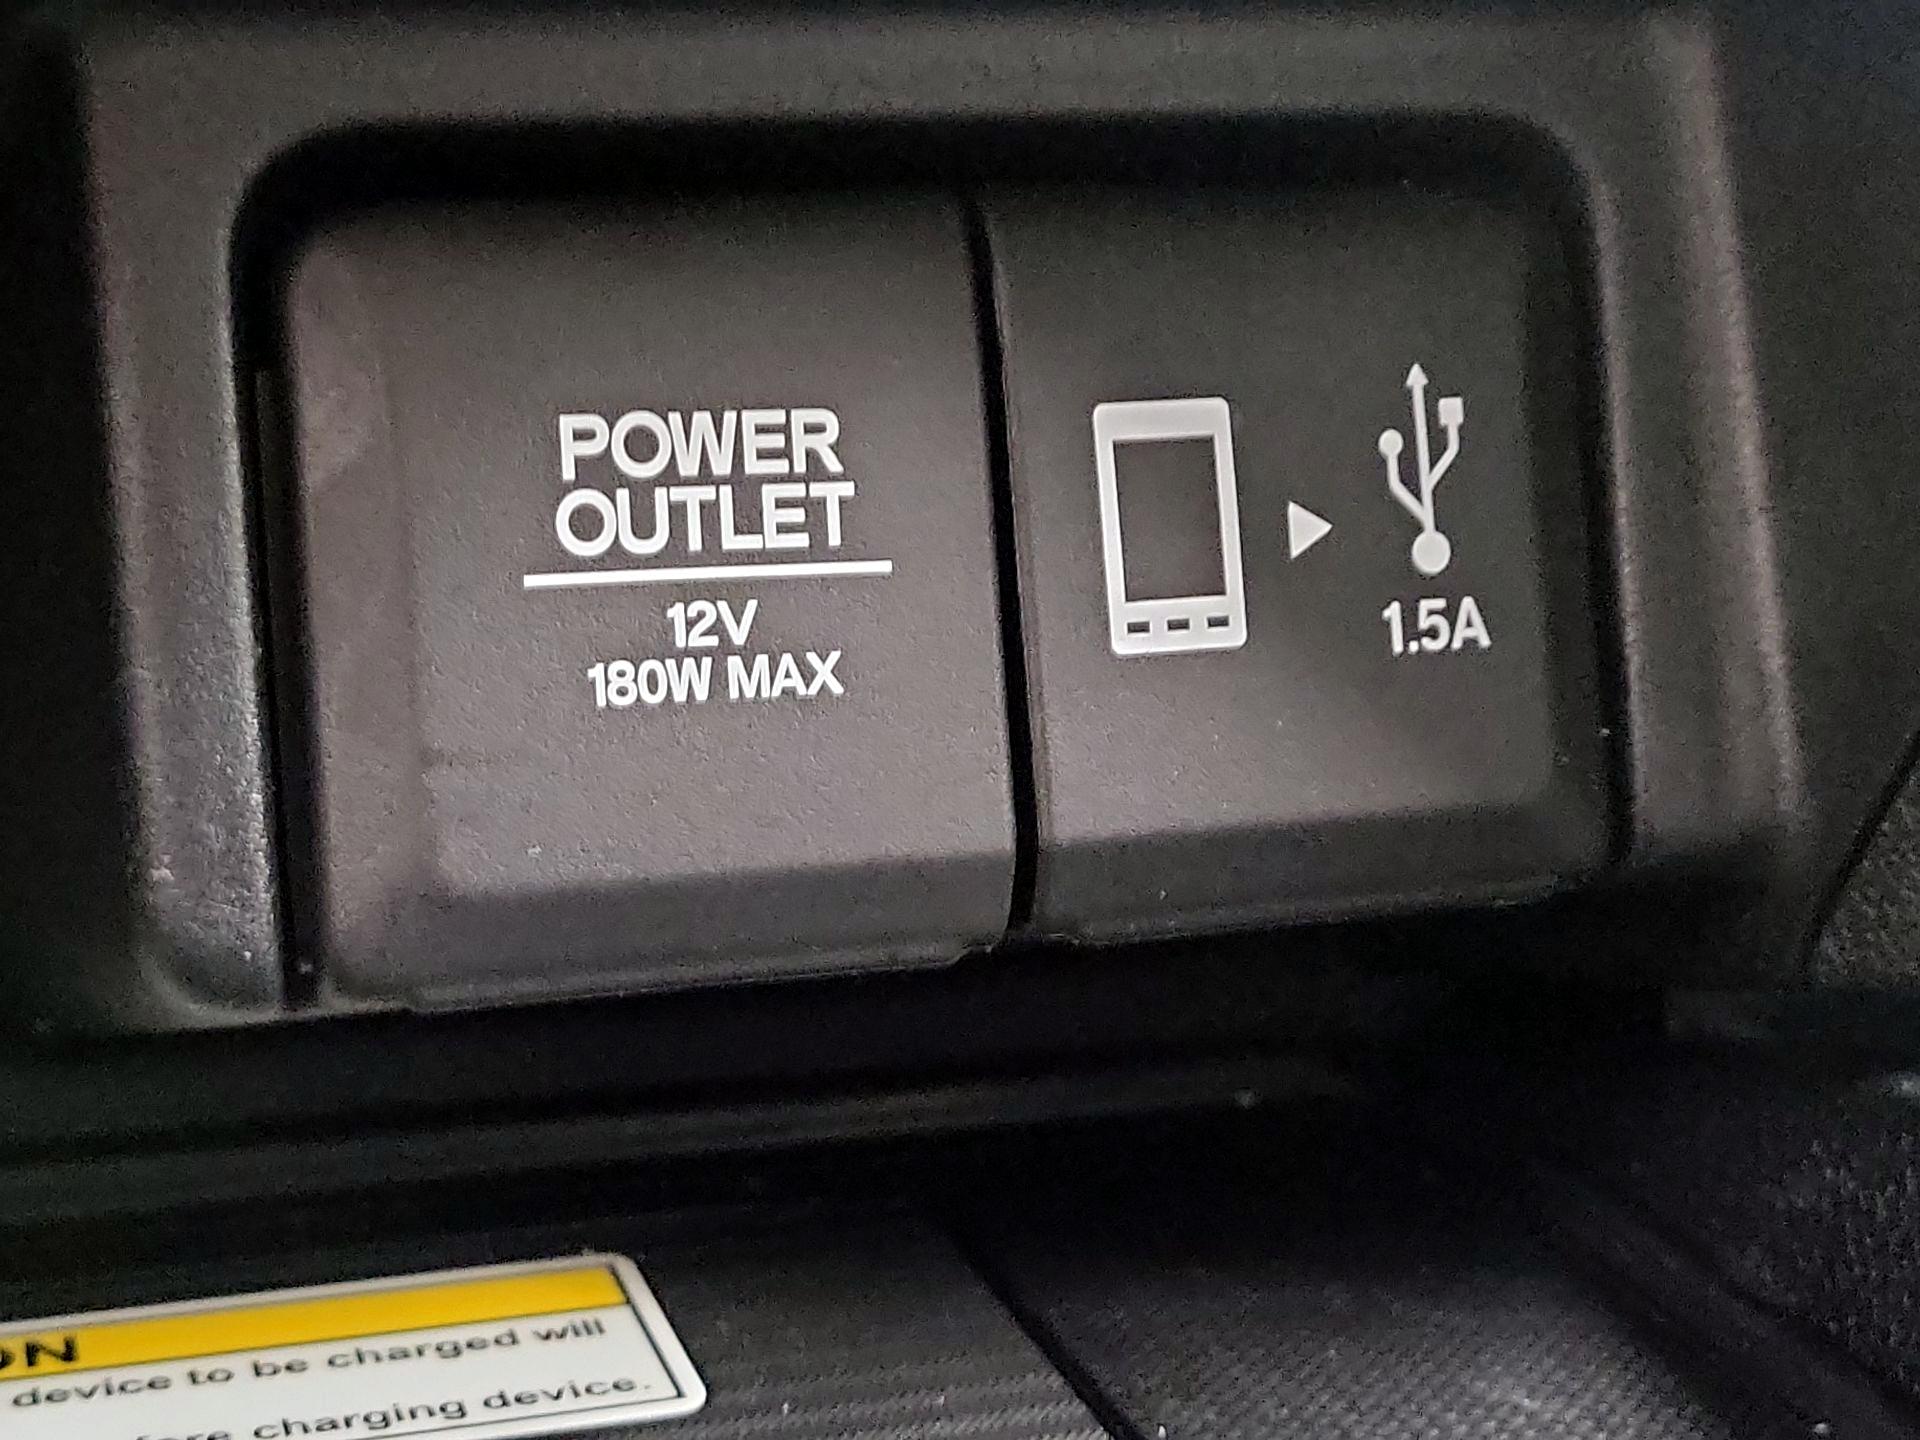 POWER
OUTLET
12V
180W MAX
1.5A
device to be charged will
charging device.